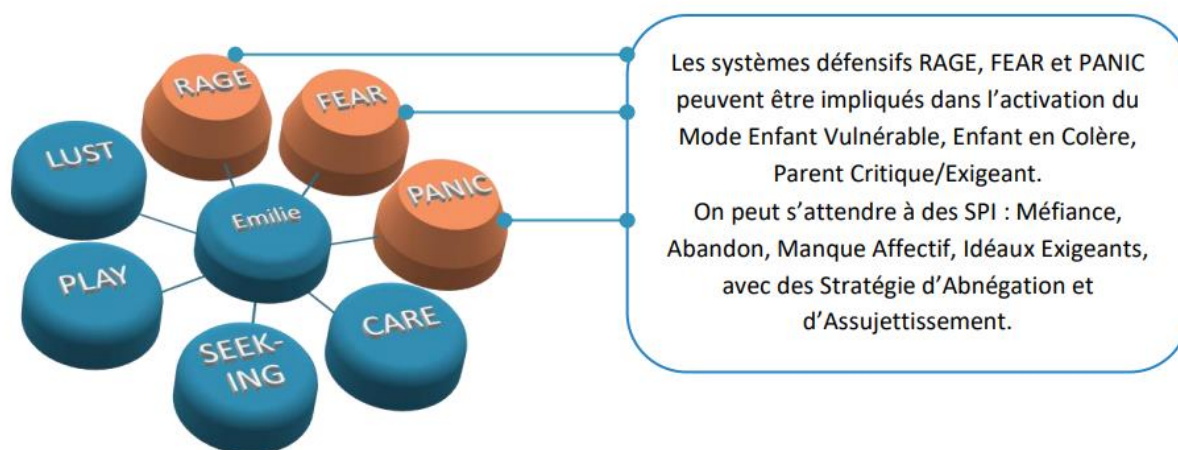 RAGE
FEAR
LUST
PANIC
Emilie
PLAY
CARE
SEEK-
ING
Les systèmes défensifs RAGE, FEAR et PANIC
peuvent être impliqués dans l’activation du
Mode Enfant Vulnérable, Enfant en Colère,
Parent Critique/Exigeant.
On peut s’attendre à des SPI : Méfiance,
Abandon, Manque Affectif, Idéaux Exigeants,
avec des Stratégie d’Abnégation et
d’Assujettissement.